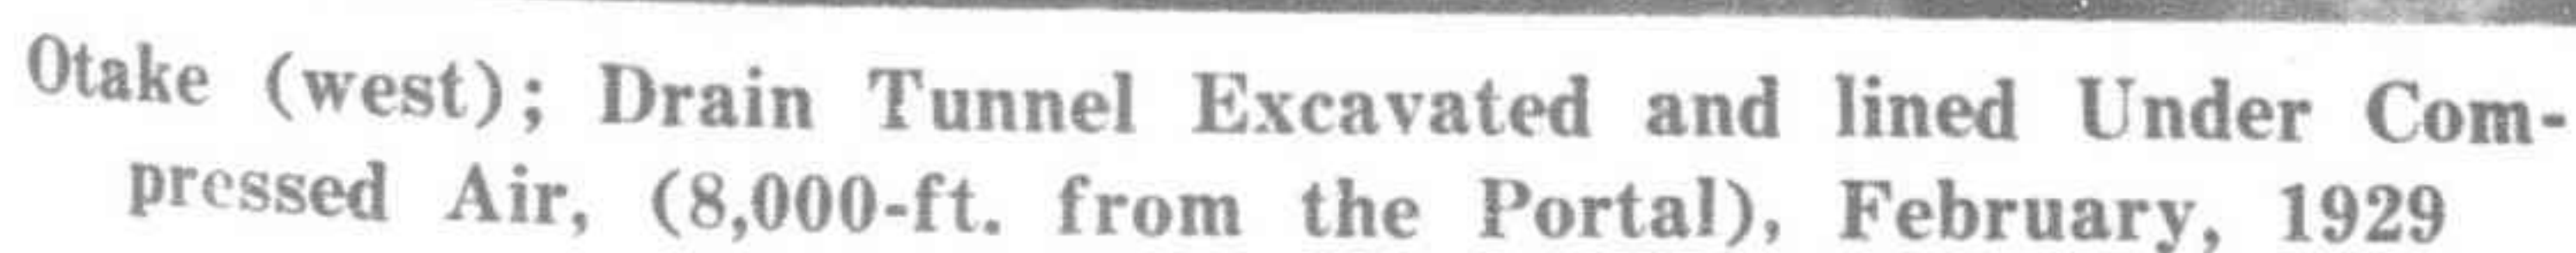 Otake (west); Drain Tunnel Excavated and lined Under Com-
pressed Air, (8,000-ft. from the Portal), February, 1929